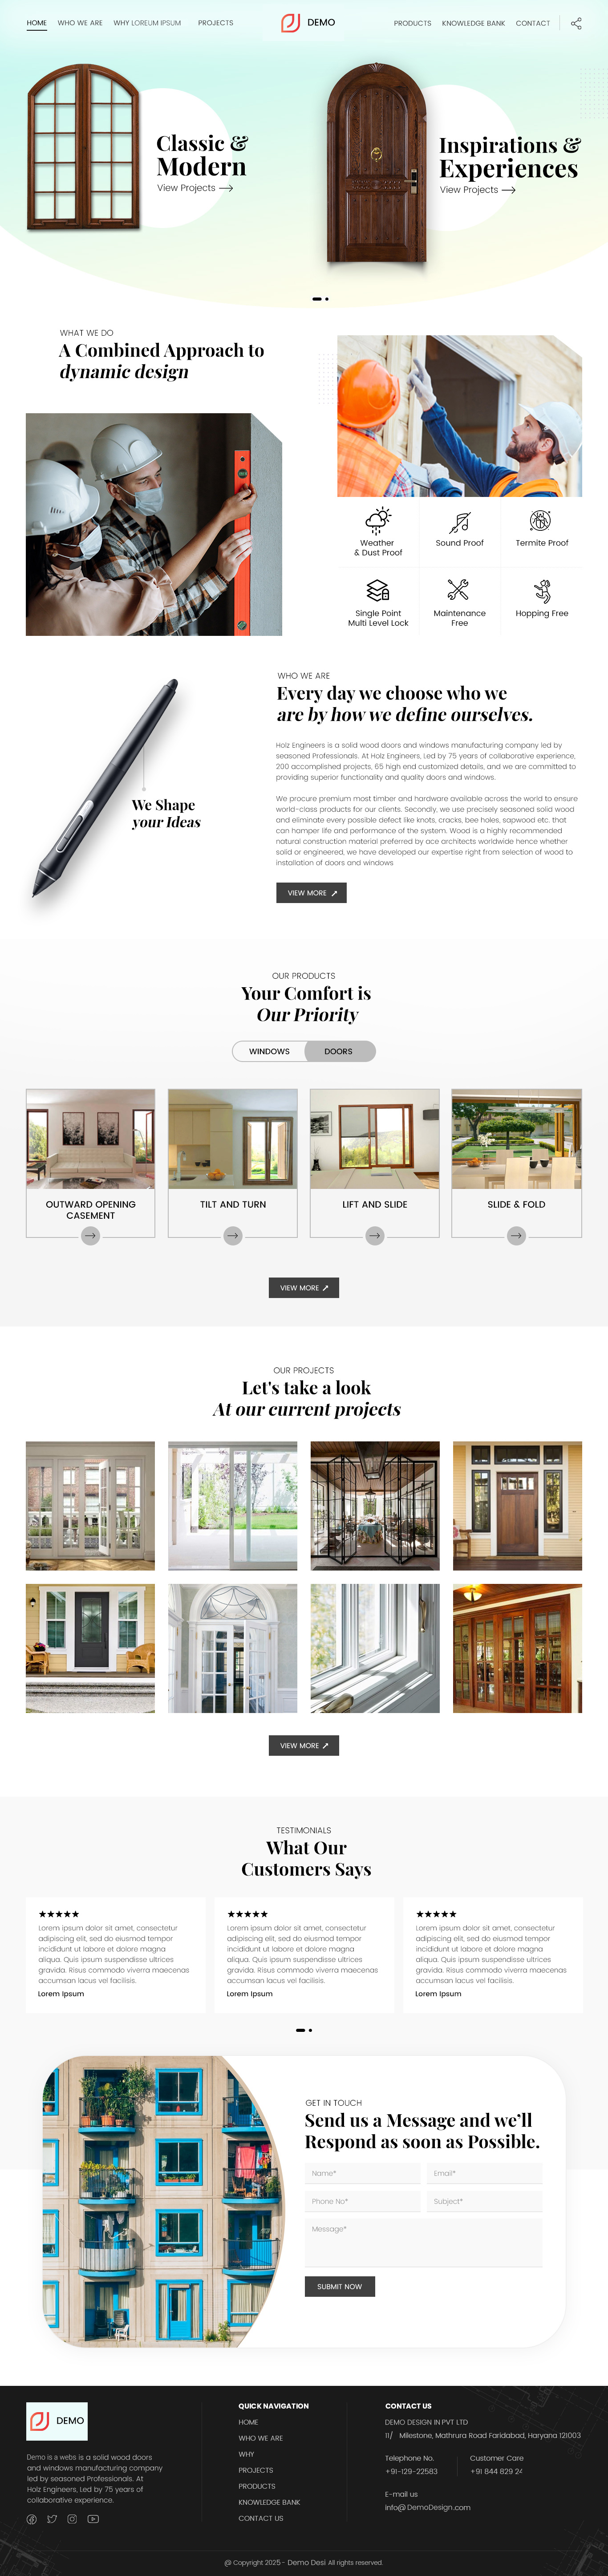 HOME WHO WE ARE WHY LOREUM IPSUM PROJECTS DEMO PRODUCTS KNOWLEDGE BANK CONTACT
Classic &
Modern
View Projects
Inspirations &
Experiences
View Projects
WHAT WE DO
A Combined Approach to
dynamic design
Weather
& Dust Proof
Sound Proof
Termite Proof
Single Point
Multi Level Lock
Maintenance
Free
Hopping Free
WHO WE ARE
Every day we choose who we
are by how we define ourselves.
We Shape
your Ideas
Holz Engineers is a solid wood doors and windows manufacturing company led by
seasoned Professionals. At Holz Engineers, Led by 75 years of collaborative experience,
200 accomplished projects, 65 high end customized details, and we are committed to
providing superior functionality and quality doors and windows.
We procure premium most timber and hardware available across the world to ensure
world-class products for our clients. Secondly, we use precisely seasoned solid wood
and eliminate every possible defect like knots, cracks, bee holes, sapwood etc. that
can hamper life and performance of the system. Wood is a highly recommended
natural construction material preferred by ace architects worldwide hence whether
solid or engineered, we have developed our expertise right from selection of wood to
installation of doors and windows
VIEW MORE
OUR PRODUCTS
Your Comfort is
Our Priority
WINDOWS DOORS
OUTWARD OPENING
CASEMENT
TILT AND TURN
LIFT AND SLIDE
SLIDE & FOLD
VIEW MORE
OUR PROJECTS
Let's take a look
At our current projects
VIEW MORE
TESTIMONIALS
What Our
Customers Says
Lorem ipsum dolor sit amet, consectetur
adipiscing elit, sed do eiusmod tempor
incididunt ut labore et dolore magna
aliqua. Quis ipsum suspendisse ultrices
gravida. Risus commodo viverra maecenas
accumsan lacus vel facilisis.
Lorem Ipsum
Lorem ipsum dolor sit amet, consectetur
adipiscing elit, sed do eiusmod tempor
incididunt ut labore et dolore magna
aliqua. Quis ipsum suspendisse ultrices
gravida. Risus commodo viverra maecenas
accumsan lacus vel facilisis.
Lorem Ipsum
Lorem ipsum dolor sit amet, consectetur
adipiscing elit, sed do eiusmod tempor
incididunt ut labore et dolore magna
aliqua. Quis ipsum suspendisse ultrices
gravida. Risus commodo viverra maecenas
accumsan lacus vel facilisis.
Lorem Ipsum
GET IN TOUCH
Send us a Message and we'll
Respond as soon as Possible.
Name* Email*
Phone No* Subject*
Message*
SUBMIT NOW
DEMO
Demo is a webs is a solid wood doors
and windows manufacturing company
led by seasoned Professionals. At
Holz Engineers, Led by 75 years of
collaborative experience.
QUICK NAVIGATION
HOME
WHO WE ARE
WHY
PROJECTS
PRODUCTS
KNOWLEDGE BANK
CONTACT US
CONTACT US
DEMO DESIGN IN PVT LTD
11/ Milestone, Mathrura Road Faridabad, Haryana 121003
Telephone No. Customer Care
+91-129-22583 +91 844 829 24
E-mail us
Info@ DemoDesign.com
@ Copyright 2025 - Demo Desi All rights reserved.